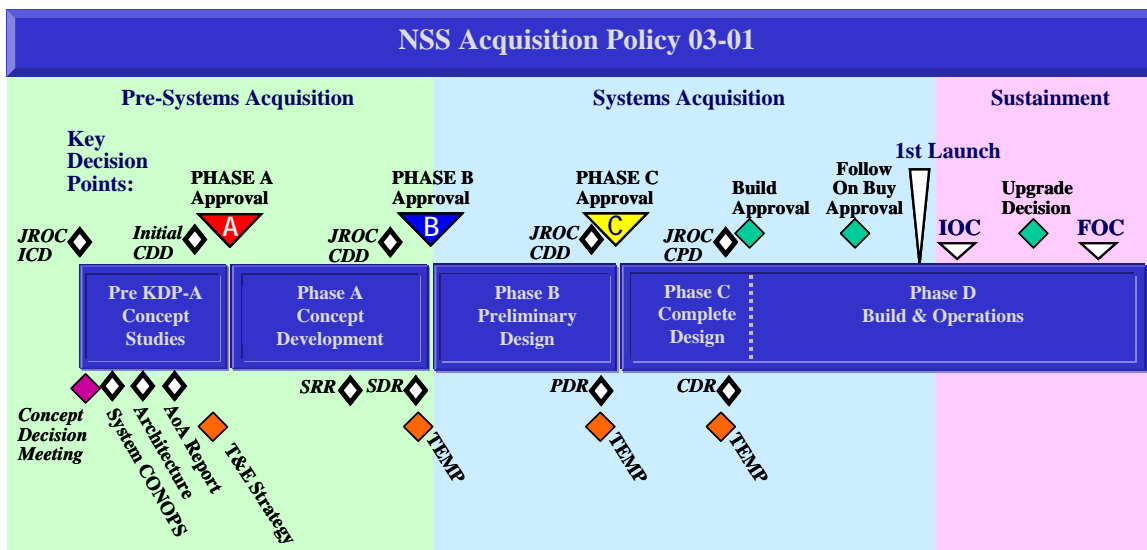 NSS Acquisition Policy 03-01
Pre-Systems Acquisition
Systems Acquisition
Sustainment
Key
Decision
Points:
PHASE A
Approval
A
PHASE B
Approval
B
PHASE C
Approval
C
Build
Approval
Follow
On Buy
Approval
1st Launch
Upgrade
Decision
JROC
ICD
Initial
CDD
JROC
CDD
JROC
CDD
JROC
CPD
IOC
FOC
Pre KDP-A
Concept
Studies
Phase A
Concept
Development
Phase B
Preliminary
Design
Phase C
Complete
Design
Phase D
Build & Operations
SRR
SDR
PDR
CDR
Concept
Decision
Meeting
System CONOPS
Architecture
AoA Report
T&E Strategy
TEMP
TEMP
TEMP